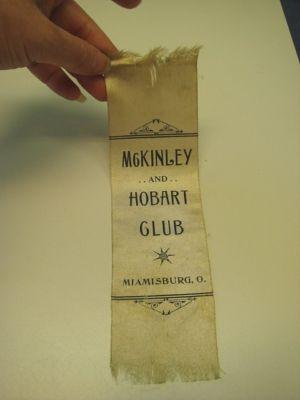 McKINLEY
..AND..
HOBART
CLUB
MIAMISBURG, O.